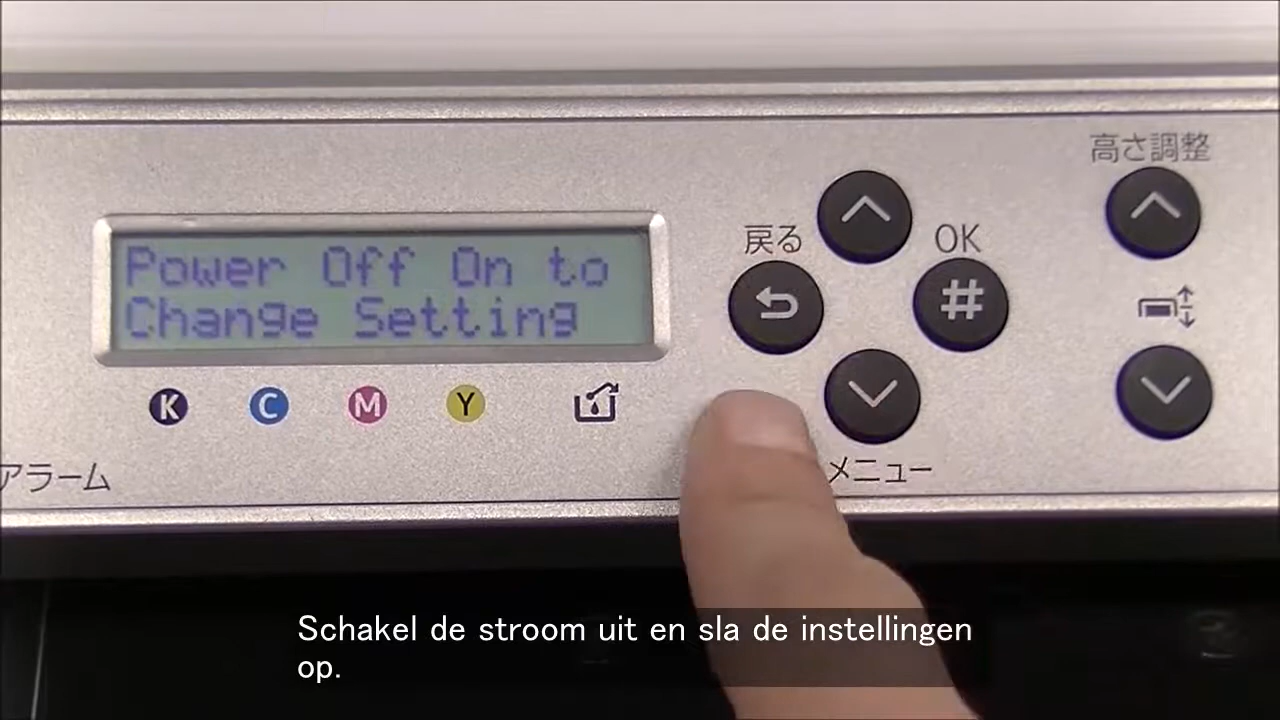 高さ調整
戻る
OK
Power Off On to
Change Setting
#
K C M Y
アラーム
メニュー
Schakel de stroom uit en sla de instellingen
op.